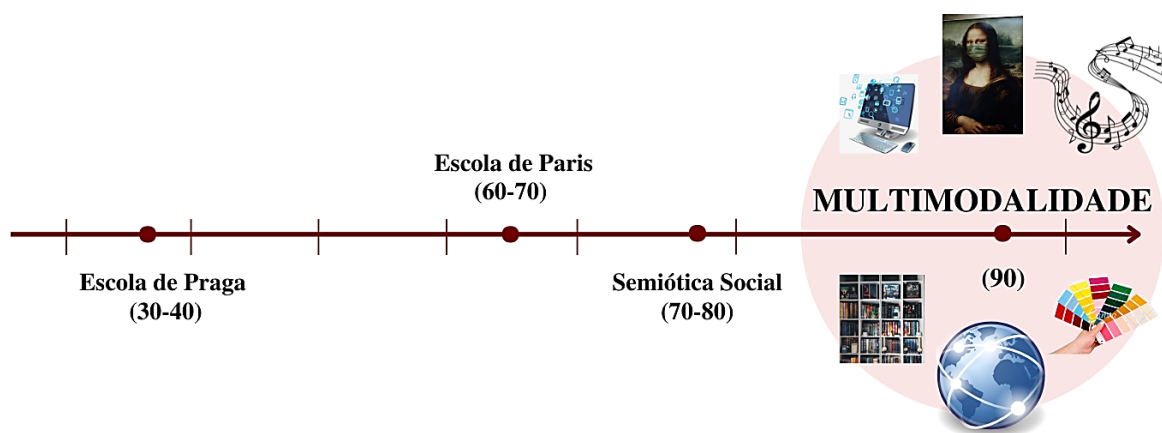 Escola de Praga
(30-40)
Escola de Paris
(60-70)
Semiótica Social
(70-80)
MULTIMODALIDADE
(90)